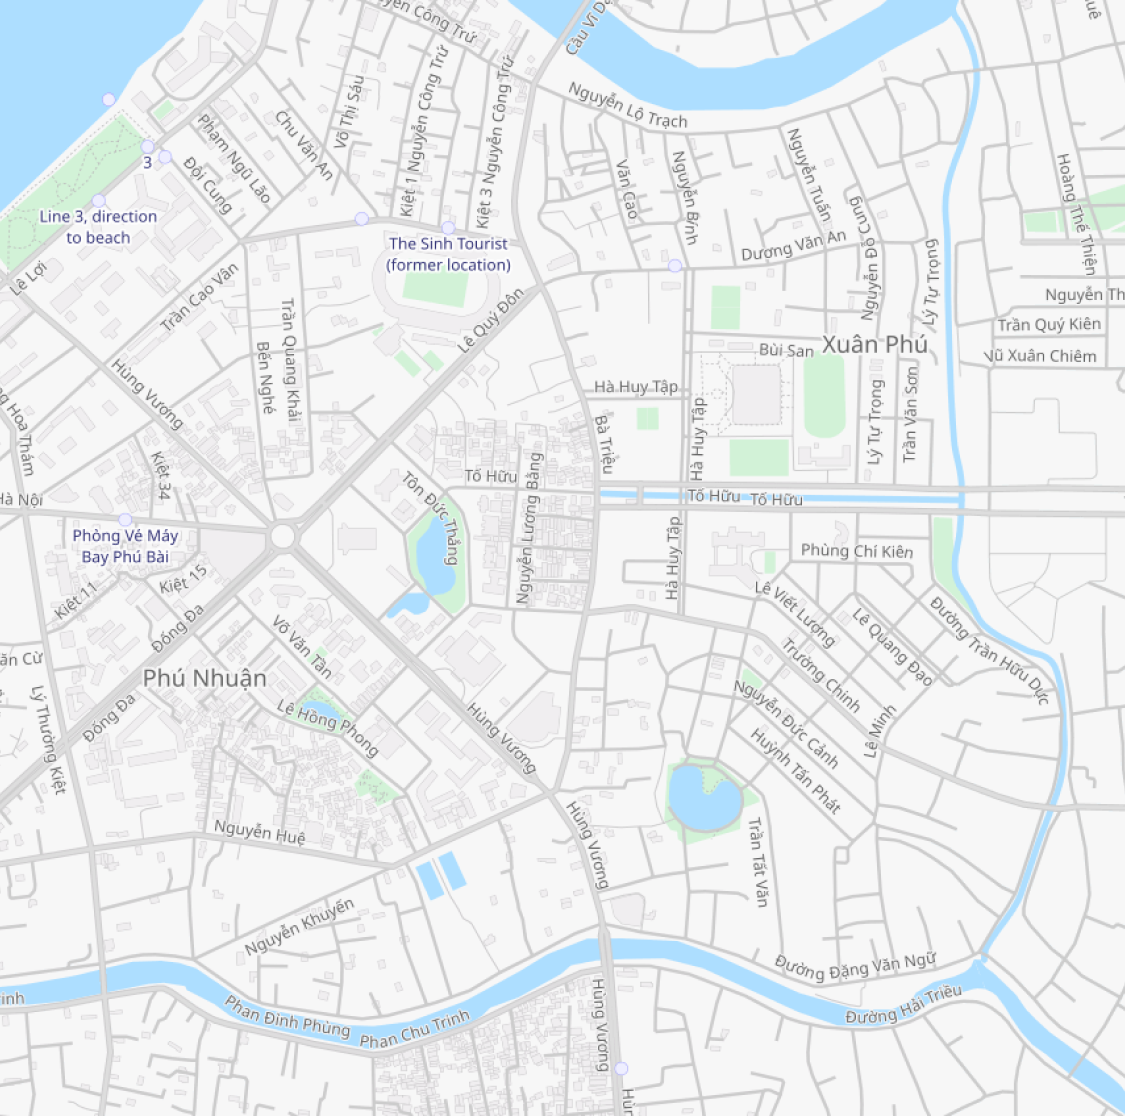 yễn Công Trứ
Cầu Vĩ Dạ
Nguyễn Lộ Trạch
Võ Thị Sáu
Kiệt 1 Nguyễn Công Trứ
Kiệt 3 Nguyễn Công Trứ
Chu Văn An
Phạm Ngũ Lão
Đội Cung
3
Line 3, direction
to beach
The Sinh Tourist
(former location)
Văn Cao
Nguyễn Bính
Nguyễn Tuấn
Nguyễn Đỗ Cung
Dương Văn An
Lý Tự Trọng
Hoàng Thế Thiện
Nguyễn Th
Trần Quý Kiên
Vũ Xuân Chiêm
Lê Lợi
Trần Cao Vân
Trần Quang Khải
Bến Nghé
Lê Quý Đôn
Hùng Vương
Xuân Phú
Bùi San
Hà Huy Tập
Hà Huy Tập
Bà Triệu
Lý Tự Trọng
Trần Văn Sơn
ng Hoa Thám
Kiệt 34
Hà Nội
Tố Hữu
Tố Hữu
Tố Hữu
Tôn Đức Thắng
Nguyễn Lương Bằng
Phòng Vé Máy
Bay Phú Bài
Kiệt 11
Kiệt 15
Đống Đa
Hà Huy Tập
Phùng Chí Kiên
Lê Viết Lượng
Lê Quang Đạo
Đường Trần Hữu Dực
Trường Chinh
Võ Văn Tần
ăn Cừ
Phú Nhuận
Lý Thường Kiệt
Đống Đa
Lê Hồng Phong
Hùng Vương
Nguyễn Đức Cảnh
Lê Minh
Huỳnh Tấn Phát
Nguyễn Huệ
Hùng Vương
Trần Tất Văn
Nguyễn Khuyến
Đường Đặng Văn Ngữ
Đường Hải Triều
inh
Phan Đình Phùng
Phan Chu Trinh
Hùng Vương
Hùn